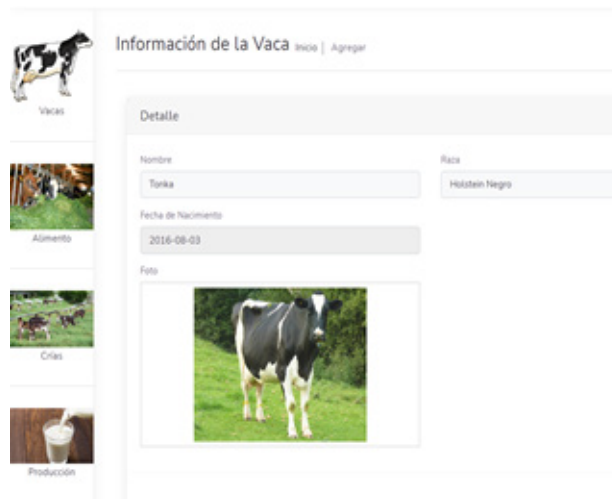 Información de la Vaca Inicio | Agregar
Vacas
Detalle
Nombre
Raza
Tonka
Holstein Negro
Fecha de Nacimiento
2016-08-03
Alimento
Foto
Crías
Producción